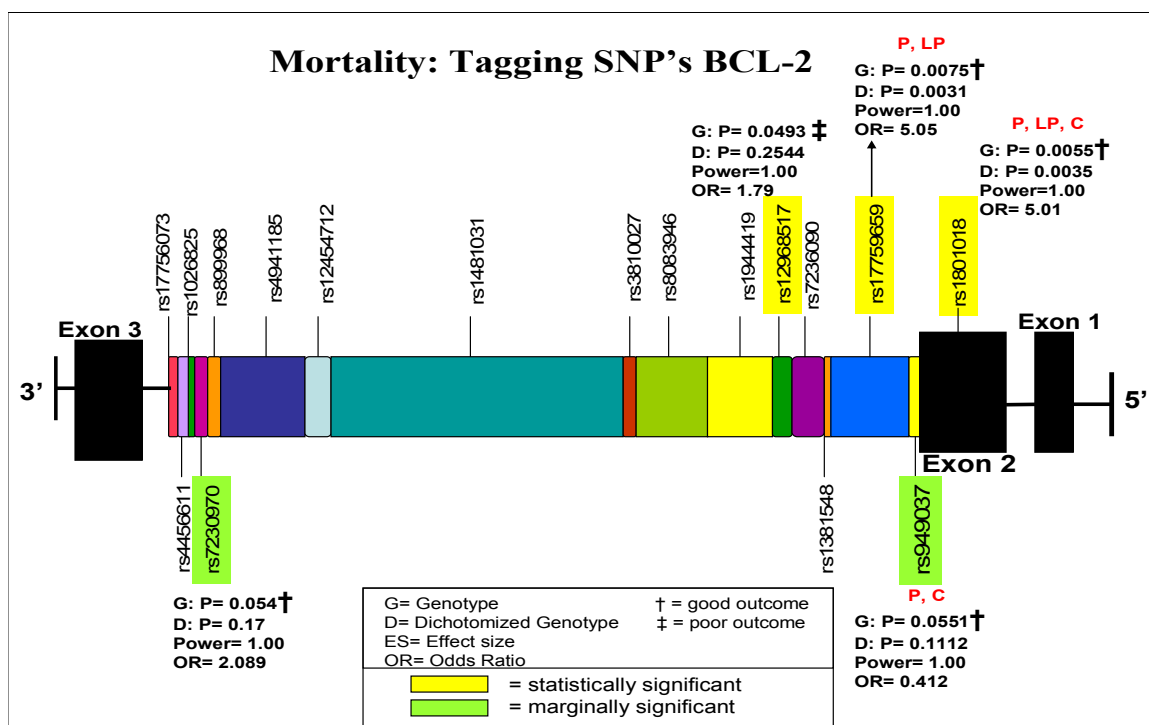 Mortality: Tagging SNP's BCL-2
P, LP
G: P= 0.0075†
D: P= 0.0031
Power=1.00
OR= 5.05
P, LP, C
G: P= 0.0055†
D: P= 0.0035
Power=1.00
OR= 5.01
G: P= 0.0493 ‡
D: P= 0.2544
Power=1.00
OR= 1.79
rs17756073
rs1026825
rs899968
rs4941185
rs12454712
rs1481031
rs3810027
rs8083946
rs1944419
rs12968517
rs7236090
rs17759659
rs1801018
Exon 3
Exon 1
3’
5’
Exon 2
rs4456611
rs7230970
rs1381548
rs949037
G: P= 0.054†
D: P= 0.17
Power= 1.00
OR= 2.089
P, C
G: P= 0.0551†
D: P= 0.1112
Power= 1.00
OR= 0.412
G= Genotype
D= Dichotomized Genotype
ES= Effect size
OR= Odds Ratio
† = good outcome
‡ = poor outcome
= statistically significant
= marginally significant